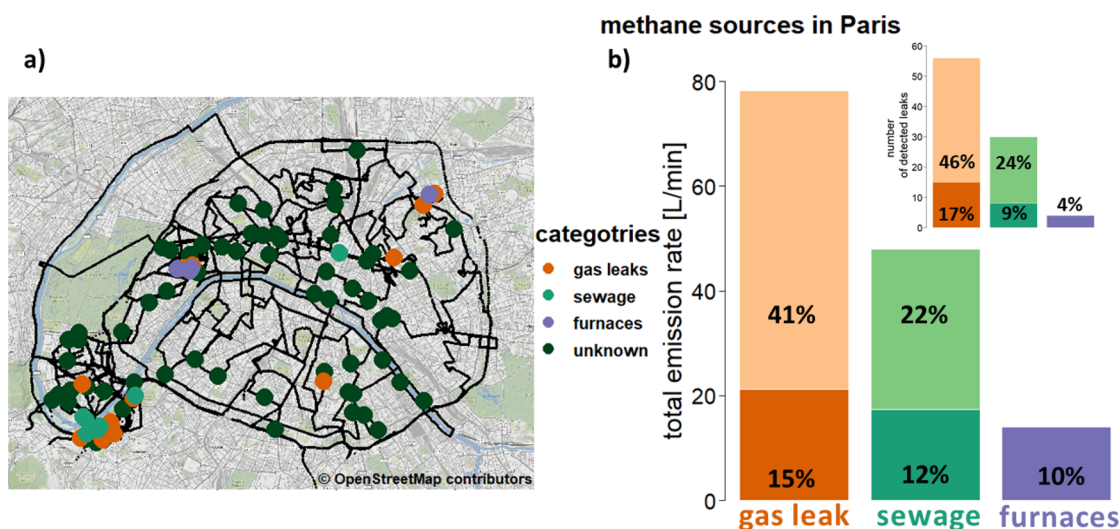 methane sources in Paris
a)
b)
categotries
gas leaks
sewage
furnaces
unknown
© OpenStreetMap contributors
total emission rate [L/min]
80
60
40
20
0
41%
15%
22%
12%
10%
gas leak
sewage
furnaces
number
of detected leaks
60
50
40
30
20
10
0
46%
17%
24%
9%
4%